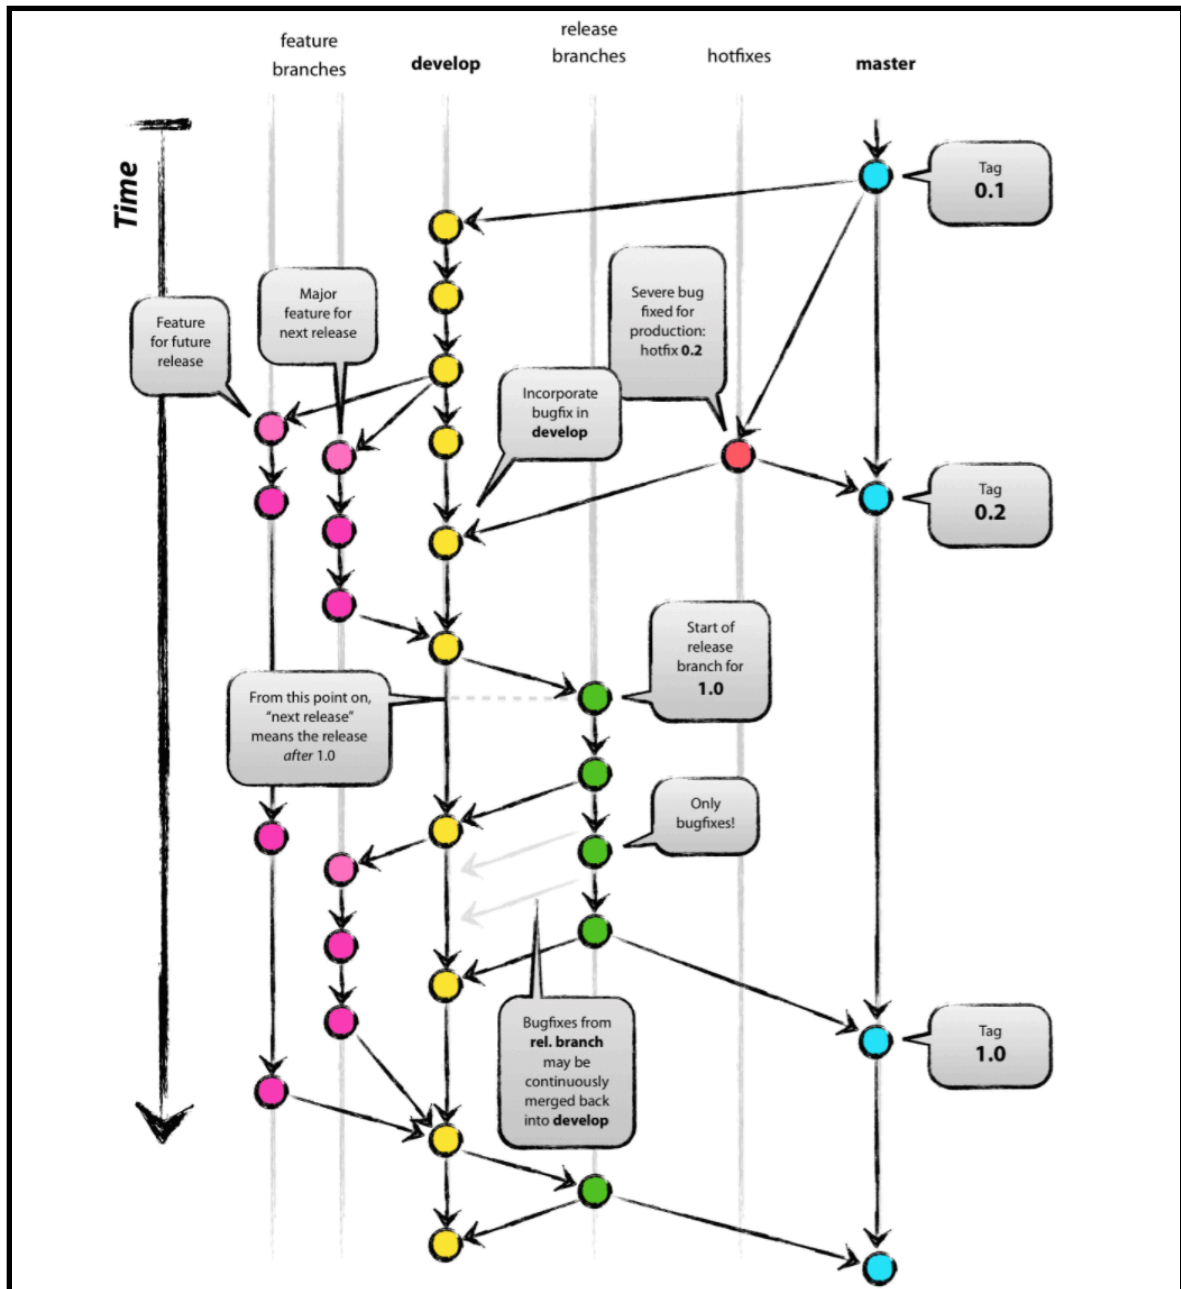 feature
branches
develop
release
branches
hotfixes
master
Time
Tag
0.1
Feature
for future
release
Major
feature for
next release
Severe bug
fixed for
production:
hotfix 0.2
Incorporate
bugfix in
develop
Tag
0.2
Start of
release
branch for
1.0
From this point on,
“next release”
means the release
after 1.0
Only
bugfixes!
Bugfixes from
rel. branch
may be
continuously
merged back
into develop
Tag
1.0